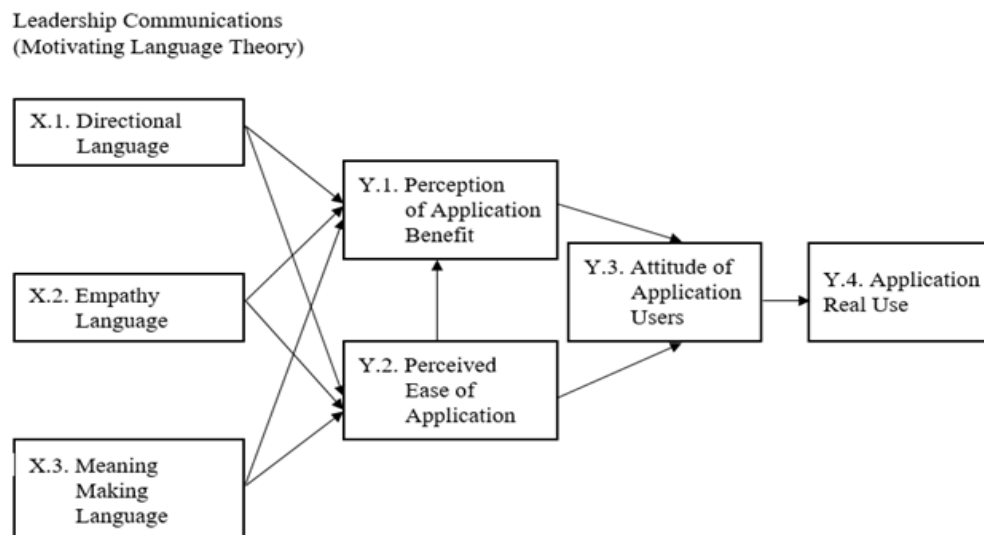 Leadership Communications
(Motivating Language Theory)
X.1. Directional
Language
X.2. Empathy
Language
X.3. Meaning
Making
Language
Y.1. Perception
of Application
Benefit
Y.2. Perceived
Ease of
Application
Y.3. Attitude of
Application
Users
Y.4. Application
Real Use